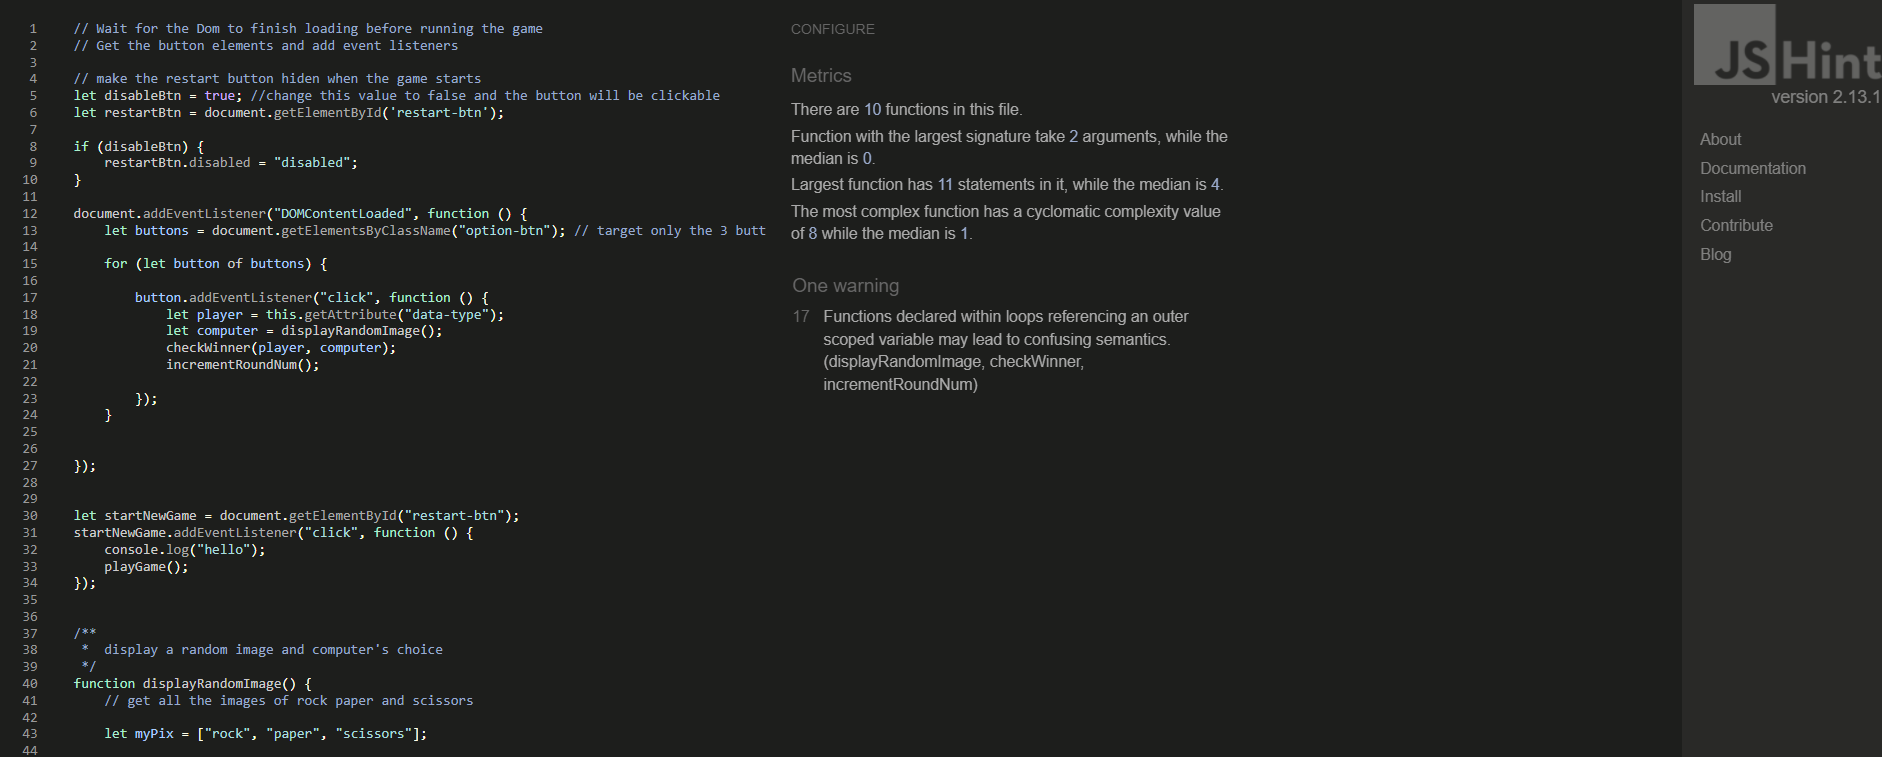 1 // Wait for the Dom to finish loading before running the game
2 // Get the button elements and add event listeners
3
4 // make the restart button hiden when the game starts
5 let disableBtn = true; //change this value to false and the button will be clickable
6 let restartBtn = document.getElementById('restart-btn');
7
8 if (disableBtn) {
9 restartBtn.disabled = "disabled";
10 }
11
12 document.addEventListener("DOMContentLoaded", function () {
13 let buttons = document.getElementsByClassName("option-btn"); // target only the 3 butt
14
15 for (let button of buttons) {
16
17 button.addEventListener("click", function () {
18 let player = this.getAttribute("data-type");
19 let computer = displayRandomImage();
20 checkWinner(player, computer);
21 incrementRoundNum();
22
23 });
24 }
25
26
27 });
28
29
30 let startNewGame = document.getElementById("restart-btn");
31 startNewGame.addEventListener("click", function () {
32 console.log("hello");
33 playGame();
34 });
35
36
37 /**
38 * display a random image and computer's choice
39 */
40 function displayRandomImage() {
41 // get all the images of rock paper and scissors
42
43 let myPix = ["rock", "paper", "scissors"];
44
CONFIGURE
Metrics
There are 10 functions in this file.
Function with the largest signature take 2 arguments, while the
median is 0.
Largest function has 11 statements in it, while the median is 4.
The most complex function has a cyclomatic complexity value
of 8 while the median is 1.
One warning
17 Functions declared within loops referencing an outer
scoped variable may lead to confusing semantics.
(displayRandomImage, checkWinner,
incrementRoundNum)
JSHint
version 2.13.1
About
Documentation
Install
Contribute
Blog